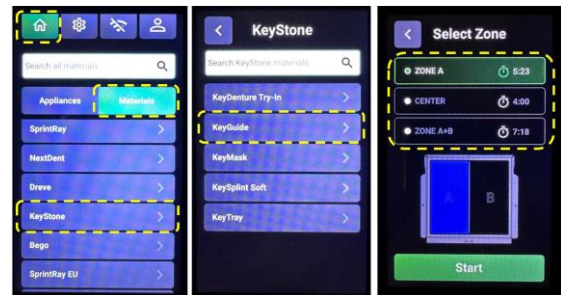 Search all materials
Appliances
Materials
SprintRay
NextDent
Dreve
KeyStone
Bego
SprintRay EU
KeyStone
Search KeyStone materials
KeyDenture Try-In
KeyGuide
KeyMask
KeySplint Soft
KeyTray
Select Zone
ZONE A 5:23
CENTER 4:00
ZONE A+B 7:18
A B
Start